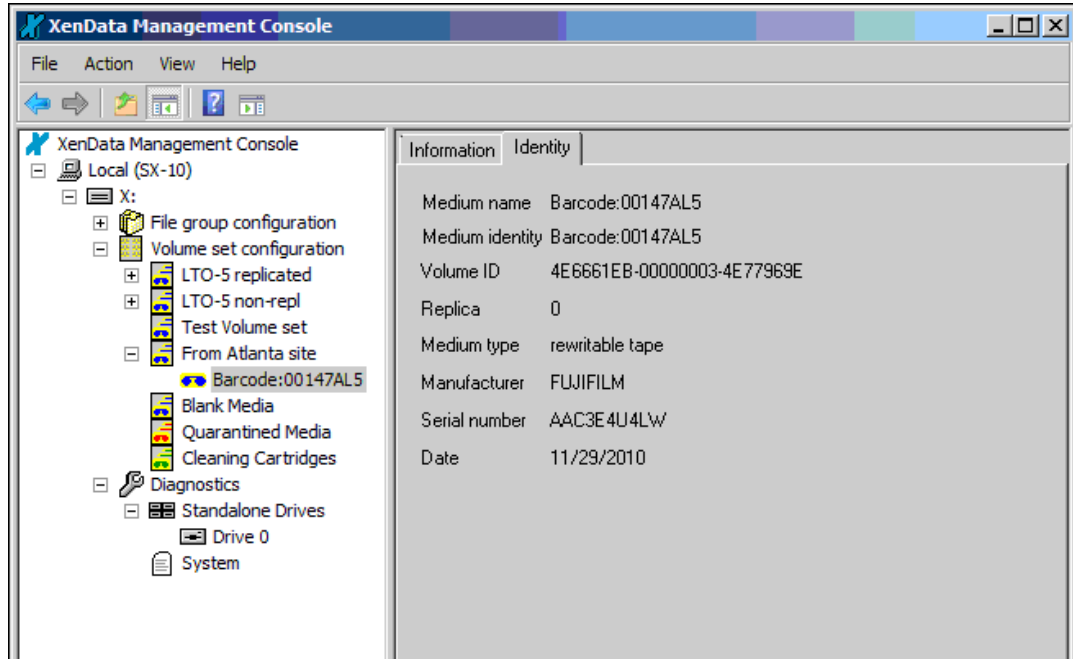 XenData Management Console
File Action View Help
XenData Management Console
Local (SX-10)
X:
File group configuration
Volume set configuration
LTO-5 replicated
LTO-5 non-repl
Test Volume set
From Atlanta site
Barcode:00147AL5
Blank Media
Quarantined Media
Cleaning Cartridges
Diagnostics
Standalone Drives
Drive 0
System
Information Identity
Medium name Barcode:00147AL5
Medium identity Barcode:00147AL5
Volume ID 4E6661EB-00000003-4E77969E
Replica 0
Medium type rewritable tape
Manufacturer FUJIFILM
Serial number AAC3E4U4LW
Date 11/29/2010